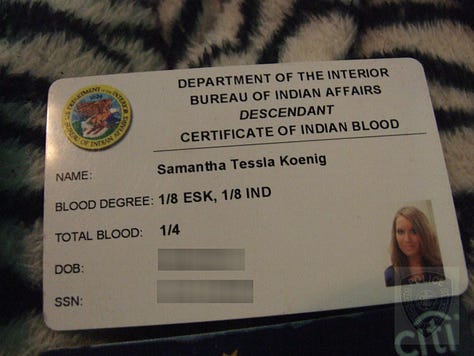 DEPARTMENT OF THE INTERIOR
BUREAU OF INDIAN AFFAIRS
DESCENDANT
CERTIFICATE OF INDIAN BLOOD
NAME: Samantha Tessla Koenig
BLOOD DEGREE: 1/8 ESK, 1/8 IND
TOTAL BLOOD: 1/4
DOB:
SSN:
citi